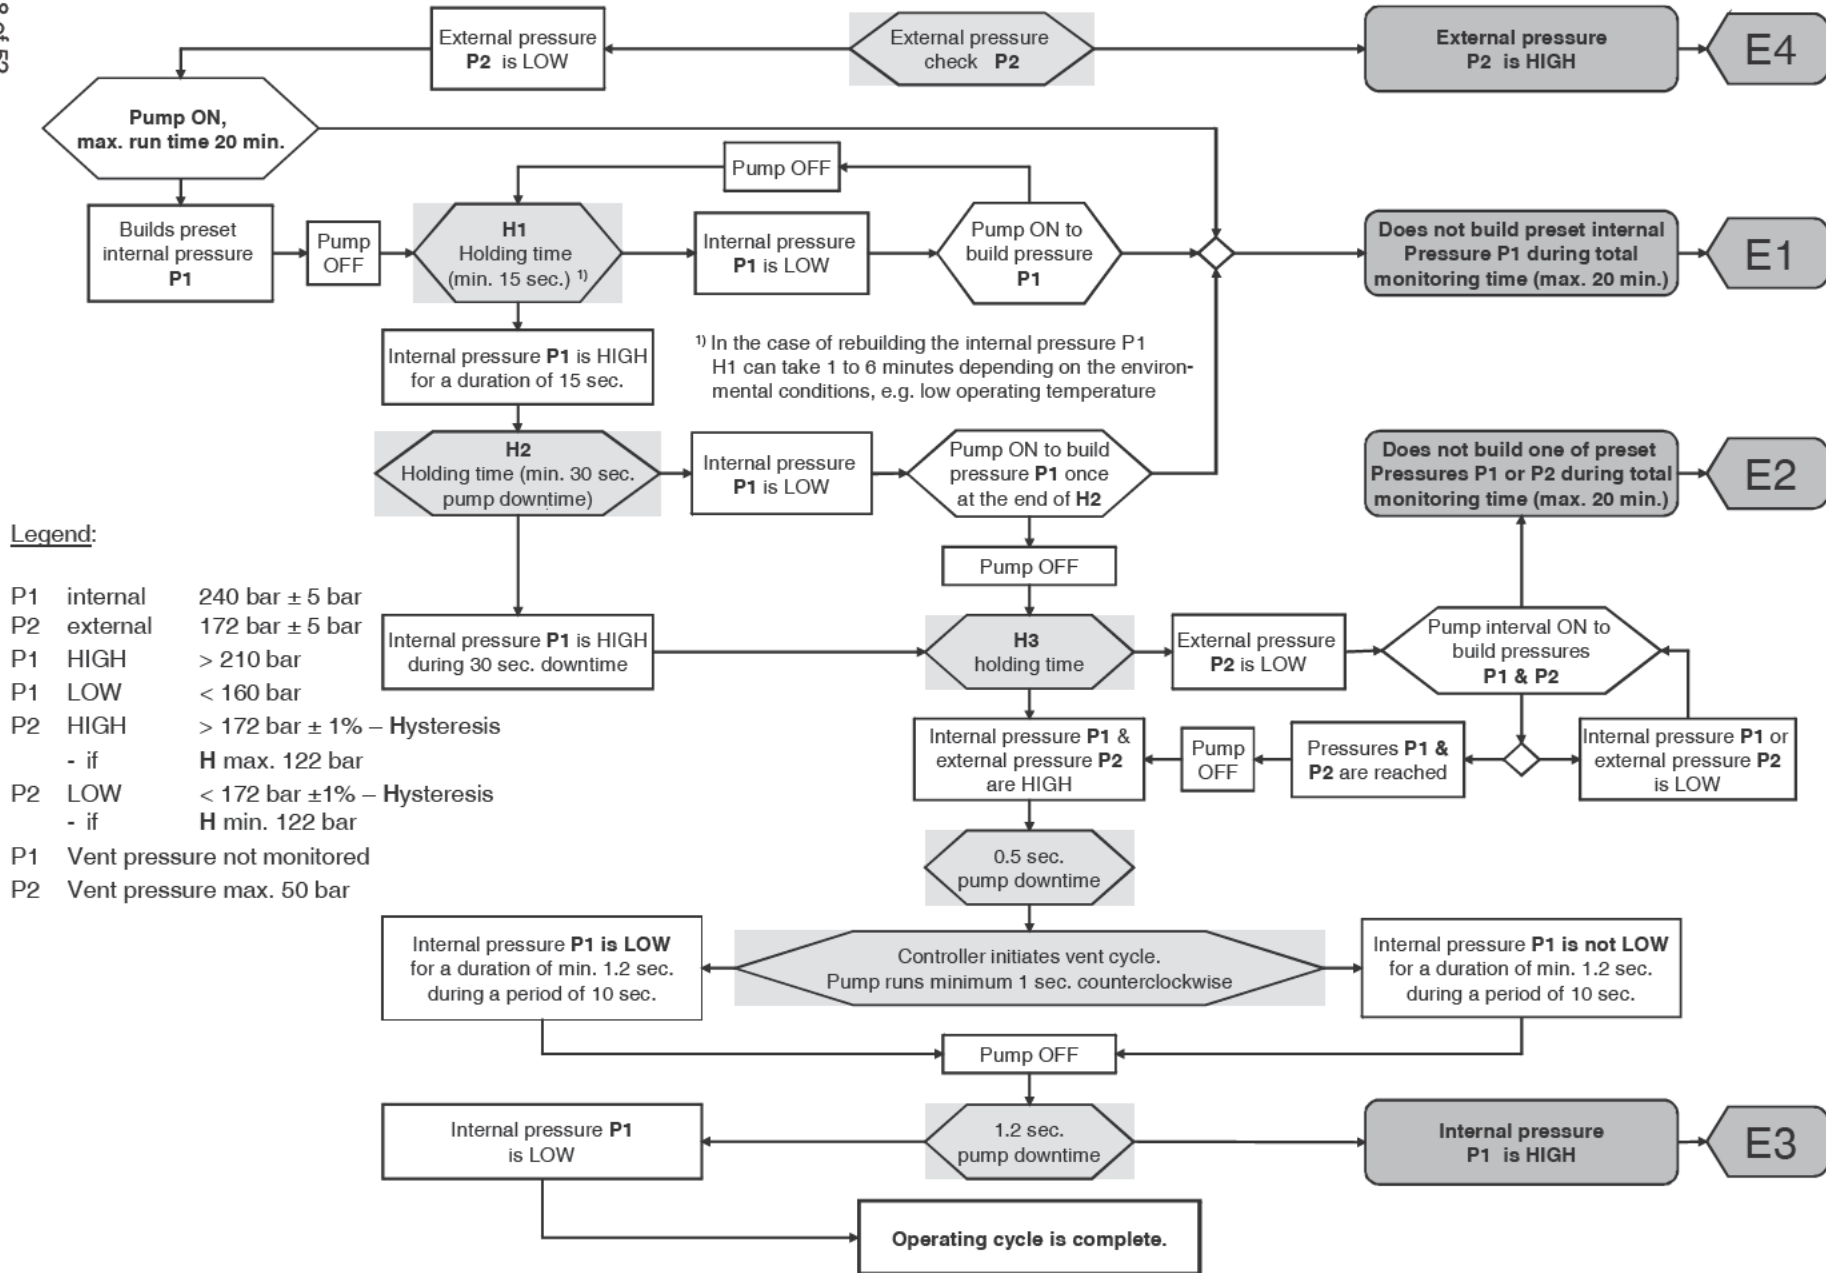 8 of 52
External pressure
P2 is LOW
External pressure
check P2
External pressure
P2 is HIGH
E4
Pump ON,
max. run time 20 min.
Pump OFF
Builds preset
internal pressure
P1
Pump
OFF
H1
Holding time
(min. 15 sec.) 1)
Internal pressure
P1 is LOW
Pump ON to
build pressure
P1
Does not build preset internal
Pressure P1 during total
monitoring time (max. 20 min.)
E1
Internal pressure P1 is HIGH
for a duration of 15 sec.
1) In the case of rebuilding the internal pressure P1
H1 can take 1 to 6 minutes depending on the environ-
mental conditions, e.g. low operating temperature
H2
Holding time (min. 30 sec.
pump downtime)
Internal pressure
P1 is LOW
Pump ON to build
pressure P1 once
at the end of H2
Does not build one of preset
Pressures P1 or P2 during total
monitoring time (max. 20 min.)
E2
Pump OFF
Legend:
P1 internal 240 bar ± 5 bar
P2 external 172 bar ± 5 bar
P1 HIGH > 210 bar
P1 LOW < 160 bar
P2 HIGH > 172 bar ± 1% – Hysteresis
- if H max. 122 bar
P2 LOW < 172 bar ±1% – Hysteresis
- if H min. 122 bar
P1 Vent pressure not monitored
P2 Vent pressure max. 50 bar
Internal pressure P1 is HIGH
during 30 sec. downtime
H3
holding time
External pressure
P2 is LOW
Pump interval ON to
build pressures
P1 & P2
Internal pressure P1 &
external pressure P2
are HIGH
Pump
OFF
Pressures P1 &
P2 are reached
Internal pressure P1 or
external pressure P2
is LOW
0.5 sec.
pump downtime
Internal pressure P1 is LOW
for a duration of min. 1.2 sec.
during a period of 10 sec.
Controller initiates vent cycle.
Pump runs minimum 1 sec. counterclockwise
Internal pressure P1 is not LOW
for a duration of min. 1.2 sec.
during a period of 10 sec.
Pump OFF
Internal pressure P1
is LOW
1.2 sec.
pump downtime
Internal pressure
P1 is HIGH
E3
Operating cycle is complete.